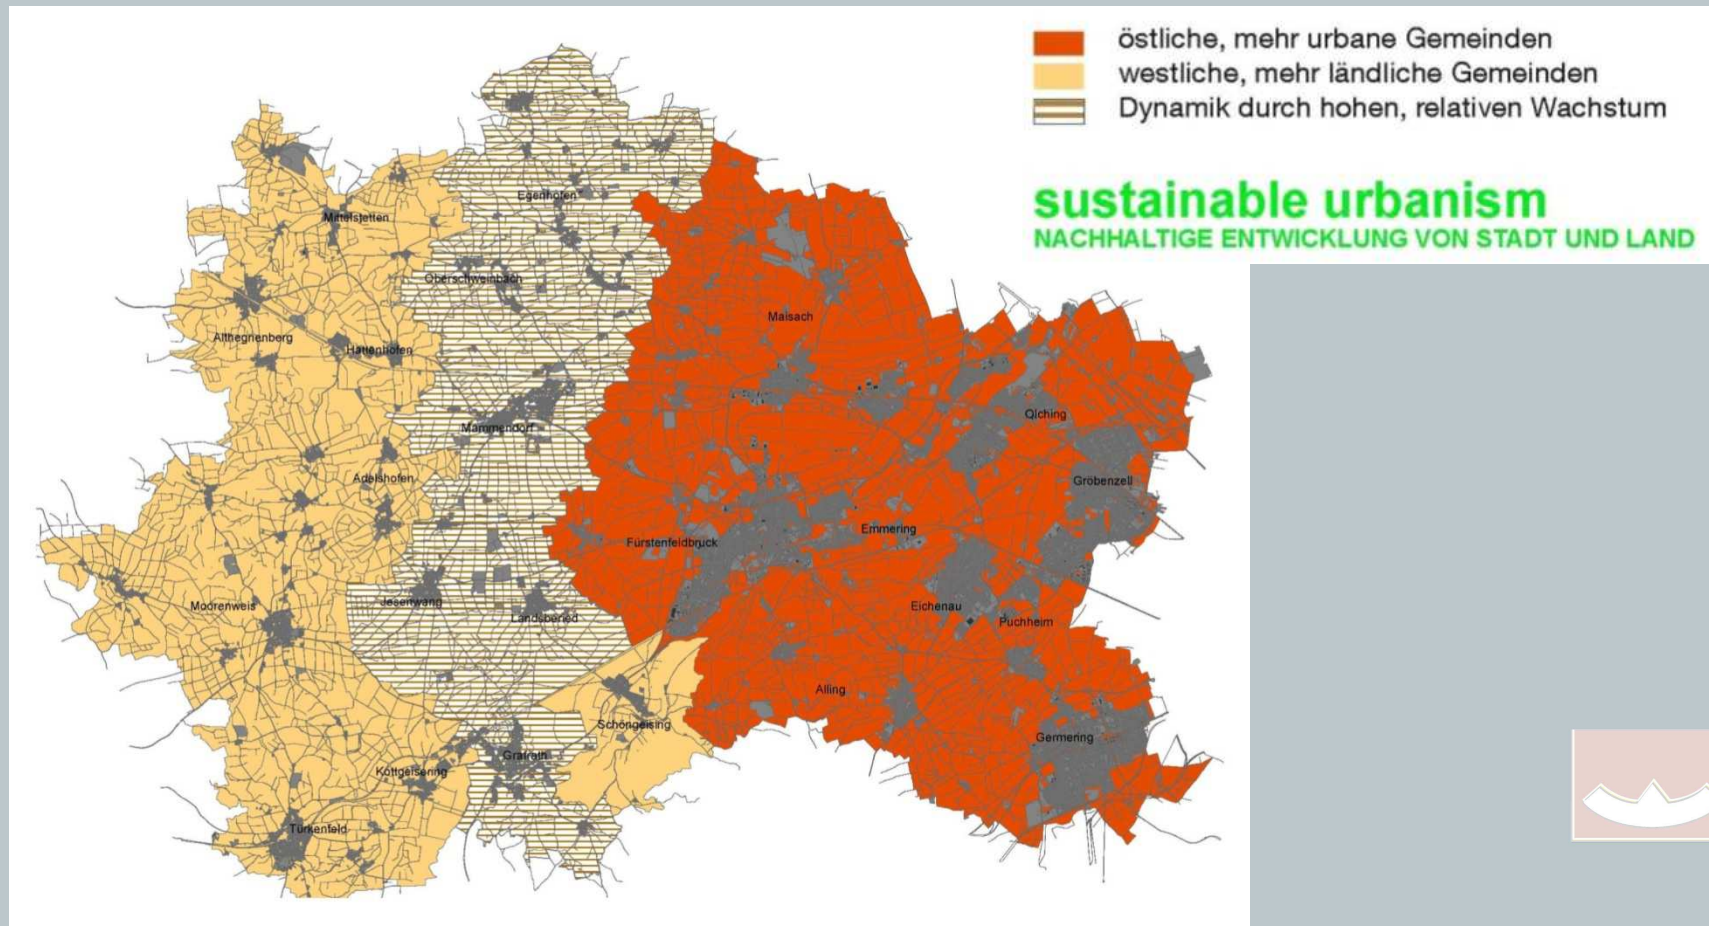 östliche, mehr urbane Gemeinden
westliche, mehr ländliche Gemeinden
Dynamik durch hohen, relativen Wachstum
sustainable urbanism
NACHHALTIGE ENTWICKLUNG VON STADT UND LAND
Egenhofen
Mittelstetten
Oberschweinbach
Maisach
Althegnenberg
Hattenhofen
Olching
Mammendorf
Adelshofen
Gröbenzell
Emmering
Fürstenfeldbruck
Jesenwang
Moorenweis
Eichenau
Landsberied
Puchheim
Alling
Schöngeising
Germering
Grafrath
Kottgeisering
Türkenfeld